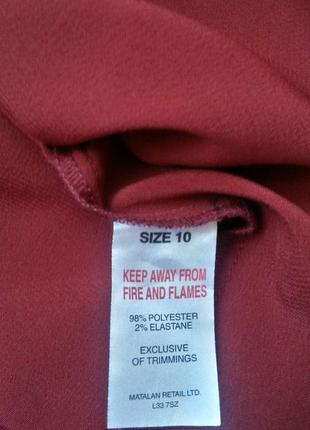 SIZE 10
KEEP AWAY FROM
FIRE AND FLAMES
98% POLYESTER
2% ELASTANE
EXCLUSIVE
OF TRIMMINGS
MATALAN RETAIL LTD.
L33 7SZ